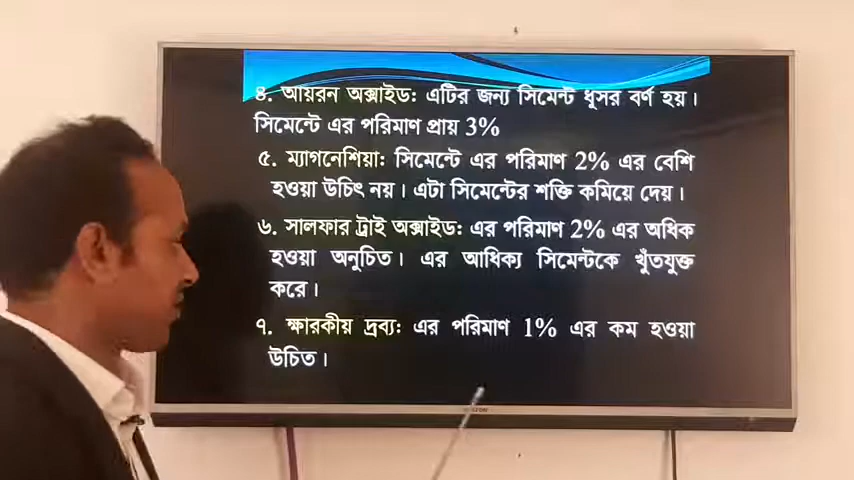 ৪. আয়রন অক্সাইড: এটির জন্য সিমেন্ট ধূসর বর্ণ হয়।
সিমেন্টে এর পরিমাণ প্রায় 3%
৫. ম্যাগনেশিয়া: সিমেন্টে এর পরিমাণ 2% এর বেশি
হওয়া উচিৎ নয়। এটা সিমেন্টের শক্তি কমিয়ে দেয়।
৬. সালফার ট্রাই অক্সাইড: এর পরিমাণ 2% এর অধিক
হওয়া অনুচিত। এর আধিক্য সিমেন্টকে খুঁতযুক্ত
করে।
৭. ক্ষারকীয় দ্রব্য: এর পরিমাণ 1% এর কম হওয়া
উচিত।